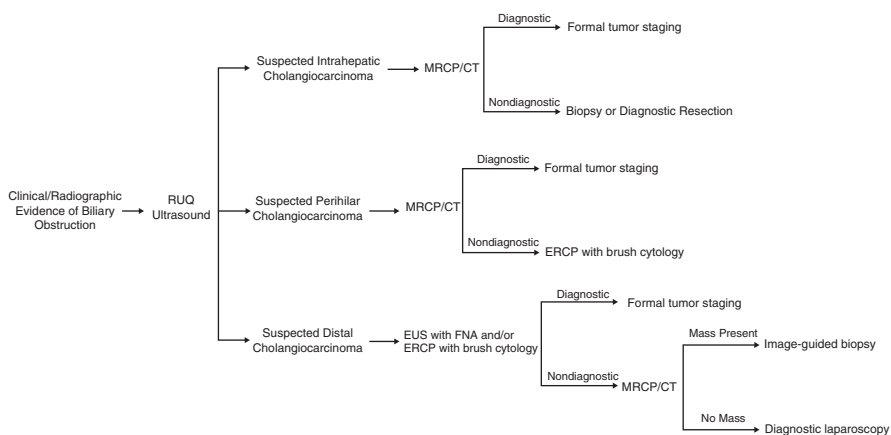 Clinical/Radiographic
Evidence of Biliary
Obstruction
RUQ
Ultrasound
Suspected Intrahepatic
Cholangiocarcinoma
MRCP/CT
Diagnostic
Formal tumor staging
Nondiagnostic
Biopsy or Diagnostic Resection
Suspected Perihilar
Cholangiocarcinoma
MRCP/CT
Diagnostic
Formal tumor staging
Nondiagnostic
ERCP with brush cytology
Suspected Distal
Cholangiocarcinoma
EUS with FNA and/or
ERCP with brush cytology
Diagnostic
Formal tumor staging
Nondiagnostic
MRCP/CT
Mass Present
Image-guided biopsy
No Mass
Diagnostic laparoscopy